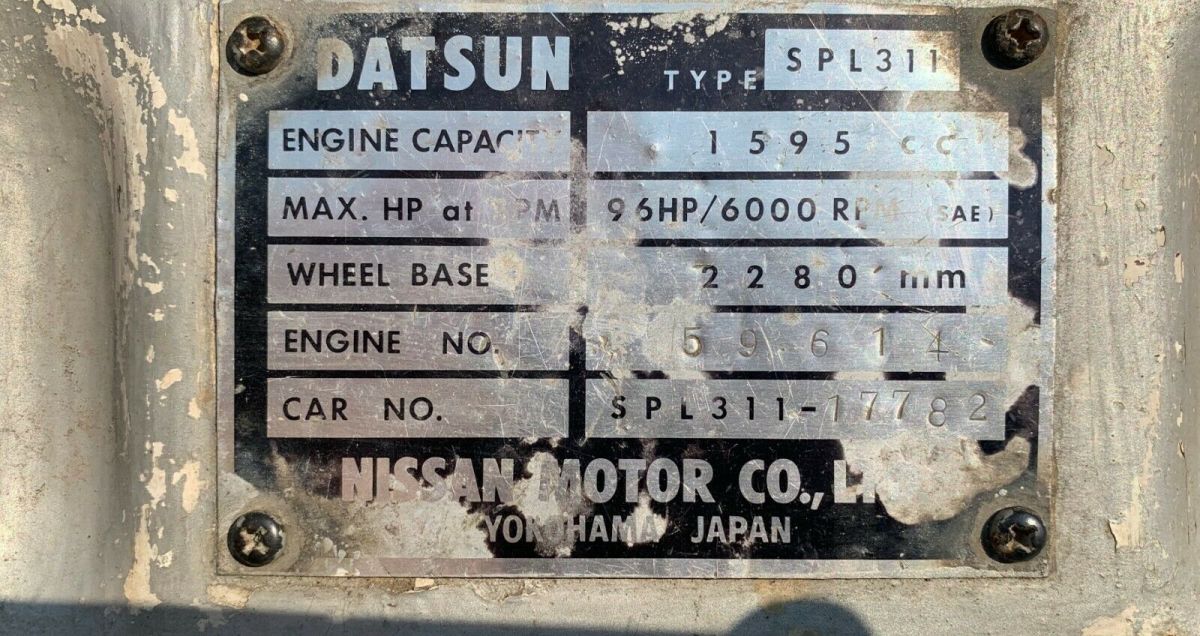 DATSUN TYPE SPL311
ENGINE CAPACITY 1595 cc
MAX. HP at RPM 96HP/6000 RPM (SAE)
WHEEL BASE 2280 mm
ENGINE NO. 59614
CAR NO. SPL311-17782
NISSAN MOTOR CO.,
YOKOHAMA JAPAN